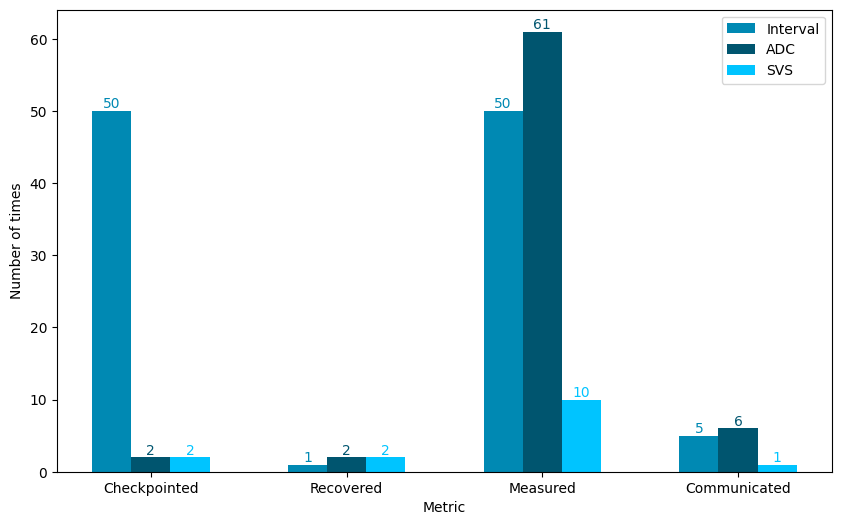 Interval
ADC
SVS
Number of times
60
50
40
30
20
10
0
50
2
2
1
2
2
50
61
10
5
6
1
Checkpointed
Recovered
Measured
Communicated
Metric